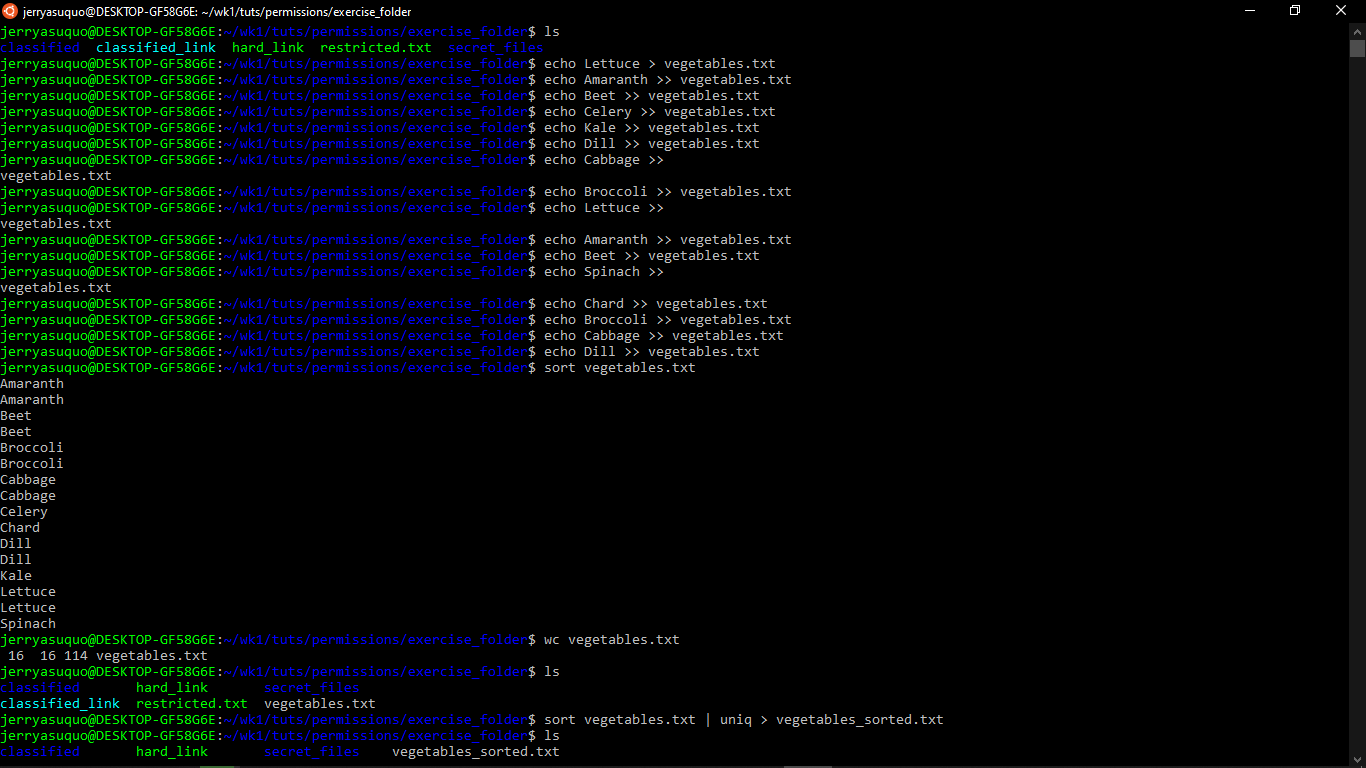 jerryasuquo@DESKTOP-GF58G6E: ~/wk1/tuts/permissions/exercise_folder
jerryasuquo@DESKTOP-GF58G6E:~/wk1/tuts/permissions/exercise_folder$ ls
classified  classified_link  hard_link  restricted.txt  secret_files
jerryasuquo@DESKTOP-GF58G6E:~/wk1/tuts/permissions/exercise_folder$ echo Lettuce > vegetables.txt
jerryasuquo@DESKTOP-GF58G6E:~/wk1/tuts/permissions/exercise_folder$ echo Amaranth >> vegetables.txt
jerryasuquo@DESKTOP-GF58G6E:~/wk1/tuts/permissions/exercise_folder$ echo Beet >> vegetables.txt
jerryasuquo@DESKTOP-GF58G6E:~/wk1/tuts/permissions/exercise_folder$ echo Celery >> vegetables.txt
jerryasuquo@DESKTOP-GF58G6E:~/wk1/tuts/permissions/exercise_folder$ echo Kale >> vegetables.txt
jerryasuquo@DESKTOP-GF58G6E:~/wk1/tuts/permissions/exercise_folder$ echo Dill >> vegetables.txt
jerryasuquo@DESKTOP-GF58G6E:~/wk1/tuts/permissions/exercise_folder$ echo Cabbage >>
vegetables.txt
jerryasuquo@DESKTOP-GF58G6E:~/wk1/tuts/permissions/exercise_folder$ echo Broccoli >> vegetables.txt
jerryasuquo@DESKTOP-GF58G6E:~/wk1/tuts/permissions/exercise_folder$ echo Lettuce >>
vegetables.txt
jerryasuquo@DESKTOP-GF58G6E:~/wk1/tuts/permissions/exercise_folder$ echo Amaranth >> vegetables.txt
jerryasuquo@DESKTOP-GF58G6E:~/wk1/tuts/permissions/exercise_folder$ echo Beet >> vegetables.txt
jerryasuquo@DESKTOP-GF58G6E:~/wk1/tuts/permissions/exercise_folder$ echo Spinach >>
vegetables.txt
jerryasuquo@DESKTOP-GF58G6E:~/wk1/tuts/permissions/exercise_folder$ echo Chard >> vegetables.txt
jerryasuquo@DESKTOP-GF58G6E:~/wk1/tuts/permissions/exercise_folder$ echo Broccoli >> vegetables.txt
jerryasuquo@DESKTOP-GF58G6E:~/wk1/tuts/permissions/exercise_folder$ echo Cabbage >> vegetables.txt
jerryasuquo@DESKTOP-GF58G6E:~/wk1/tuts/permissions/exercise_folder$ echo Dill >> vegetables.txt
jerryasuquo@DESKTOP-GF58G6E:~/wk1/tuts/permissions/exercise_folder$ sort vegetables.txt
Amaranth
Amaranth
Beet
Beet
Broccoli
Broccoli
Cabbage
Cabbage
Celery
Chard
Dill
Dill
Kale
Lettuce
Lettuce
Spinach
jerryasuquo@DESKTOP-GF58G6E:~/wk1/tuts/permissions/exercise_folder$ wc vegetables.txt
 16  16 114 vegetables.txt
jerryasuquo@DESKTOP-GF58G6E:~/wk1/tuts/permissions/exercise_folder$ ls
classified       hard_link       secret_files
classified_link  restricted.txt  vegetables.txt
jerryasuquo@DESKTOP-GF58G6E:~/wk1/tuts/permissions/exercise_folder$ sort vegetables.txt | uniq > vegetables_sorted.txt
jerryasuquo@DESKTOP-GF58G6E:~/wk1/tuts/permissions/exercise_folder$ ls
classified       hard_link       secret_files    vegetables_sorted.txt